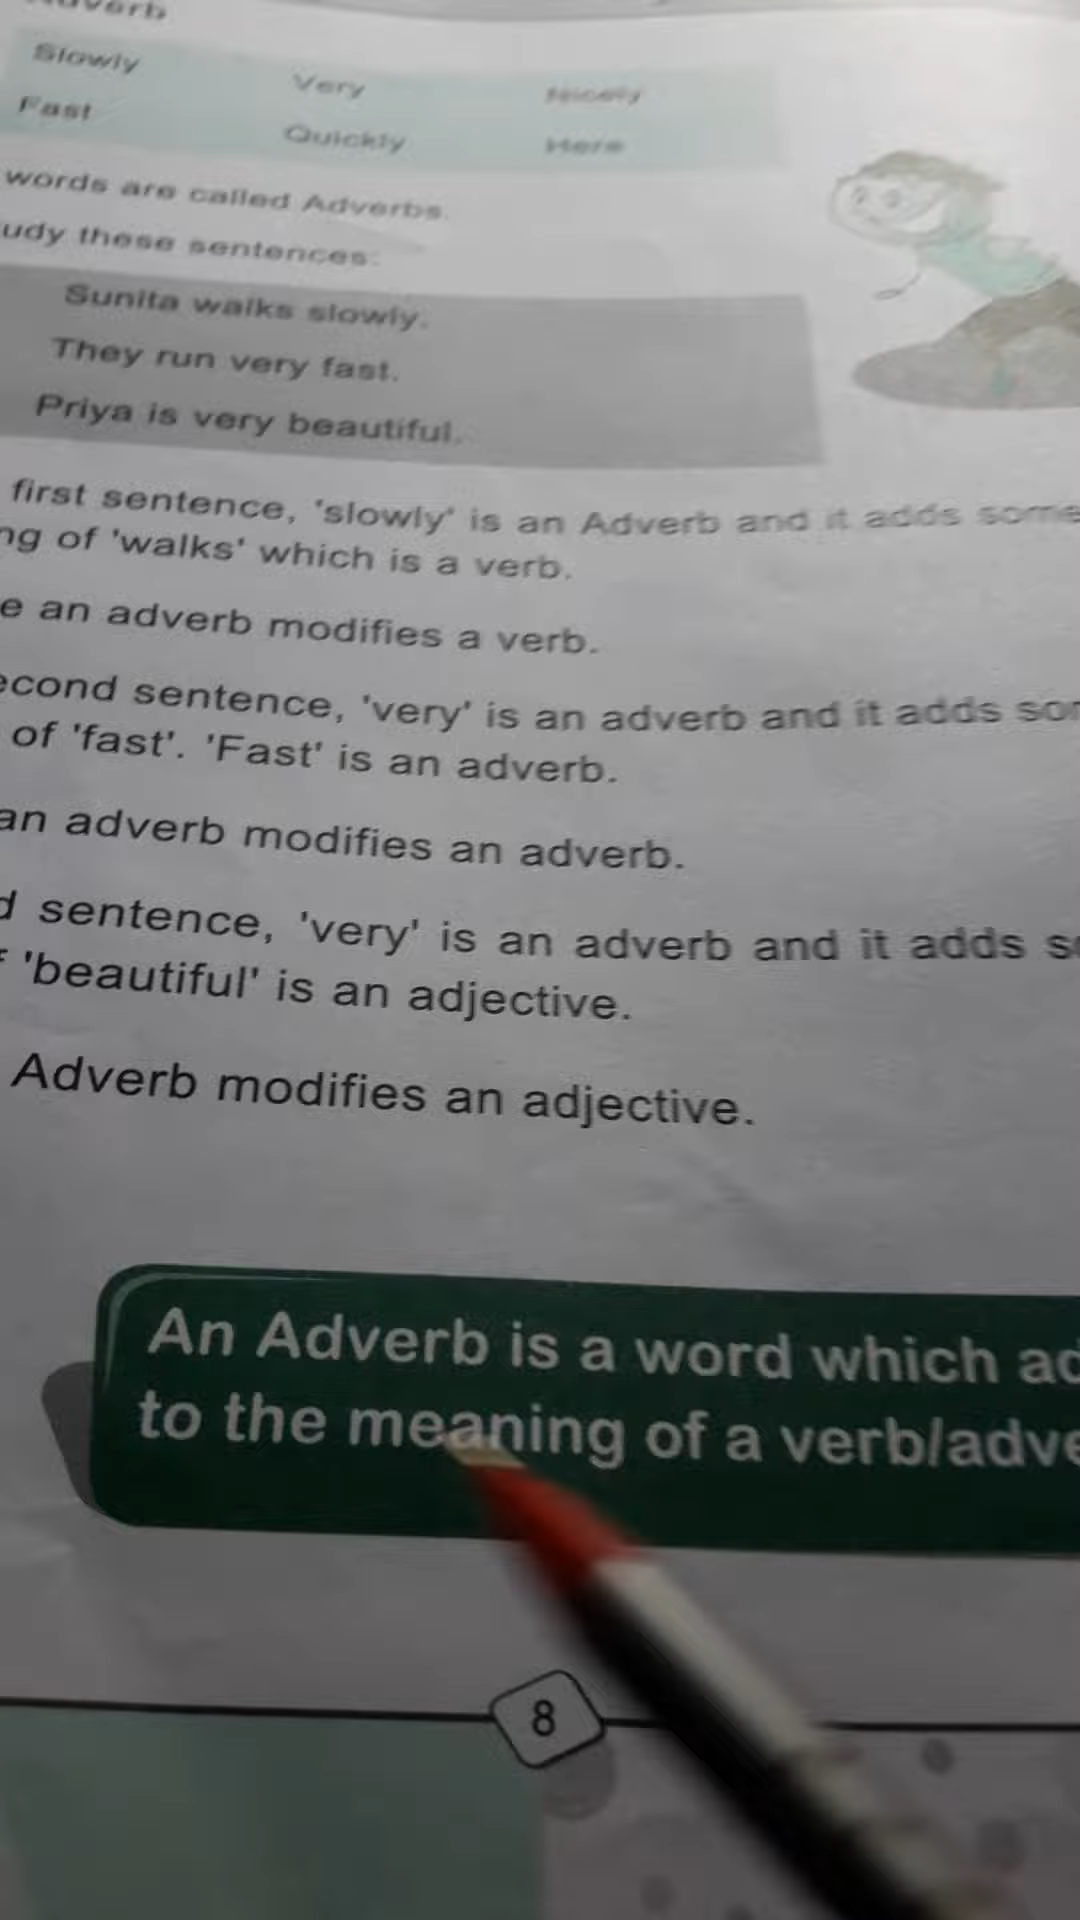 Adverb
Slowly Very Nicely
Fast Quickly Here
words are called Adverbs.
udy these sentences:
Sunita walks slowly.
They run very fast.
Priya is very beautiful.
first sentence, 'slowly' is an Adverb and it adds some
ng of 'walks' which is a verb.
e an adverb modifies a verb.
econd sentence, 'very' is an adverb and it adds som
of 'fast'. 'Fast' is an adverb.
an adverb modifies an adverb.
d sentence, 'very' is an adverb and it adds so
f 'beautiful' is an adjective.
Adverb modifies an adjective.
An Adverb is a word which ad
to the meaning of a verb/adve
8